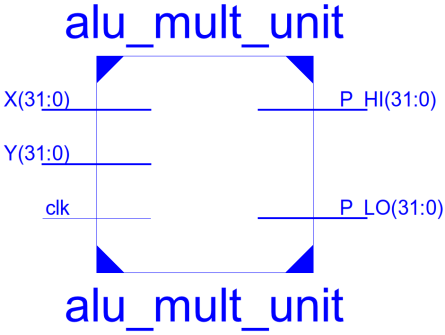 alu_mult_unit
X(31:0)
P_HI(31:0)
Y(31:0)
clk
P_LO(31:0)
alu_mult_unit